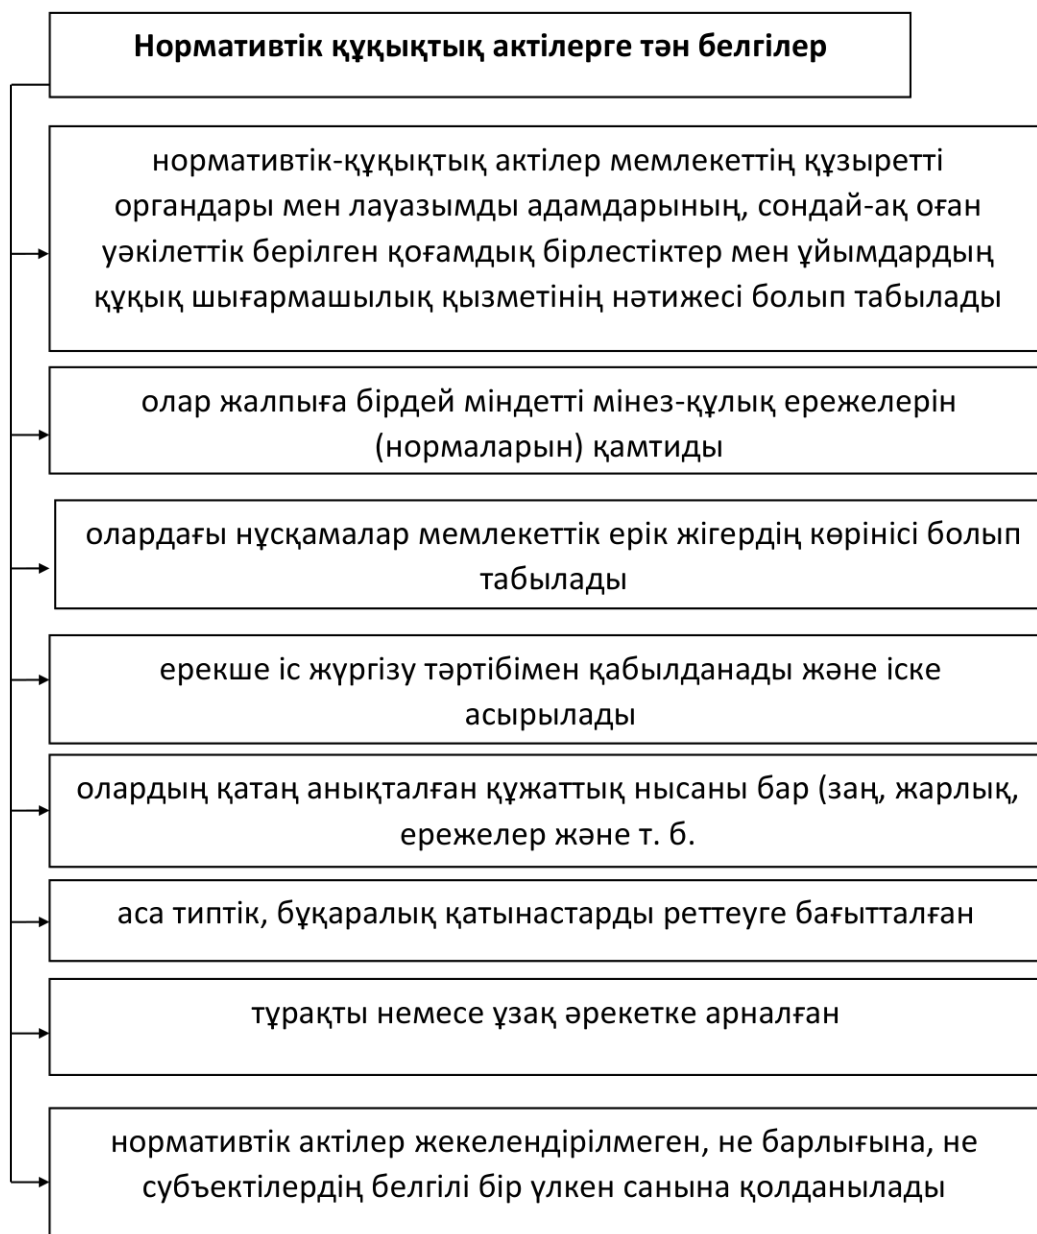 Нормативтік құқықтық актілерге тән белгілер
нормативтік-құқықтық актілер мемлекеттің құзыретті
органдары мен лауазымды адамдарының, сондай-ақ оған
уәкілеттік берілген қоғамдық бірлестіктер мен ұйымдардың
құқық шығармашылық қызметінің нәтижесі болып табылады
олар жалпыға бірдей міндетті мінез-құлық ережелерін
(нормаларын) қамтиды
олардағы нұсқамалар мемлекеттік ерік жігердің көрінісі болып
табылады
ерекше іс жүргізу тәртібімен қабылданады және іске
асырылады
олардың қатаң анықталған құжаттық нысаны бар (заң, жарлық,
ережелер және т. б.
аса типтік, бұқаралық қатынастарды реттеуге бағытталған
тұрақты немесе ұзақ әрекетке арналған
нормативтік актілер жекелендірілмеген, не барлығына, не
субъектілердің белгілі бір үлкен санына қолданылады